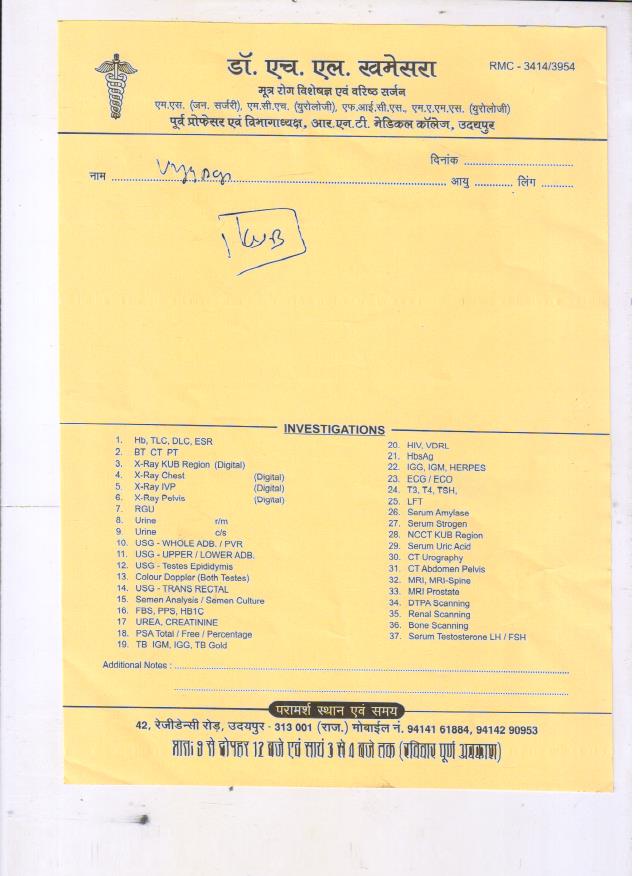 डॉ. एच. एल. खमेसरा
RMC - 3414/3954
मूत्र रोग विशेषज्ञ एवं वरिष्ठ सर्जन
एम.एस. (जन. सर्जरी), एम.सी.एच. (युरोलोजी), एफ.आई.सी.एस., एम.ए.एम.एस. (युरोलोजी)
पूर्व प्रोफेसर एवं विभागाध्यक्ष, आर.एन.टी. मेडिकल कॉलेज, उदयपुर
दिनांक
नाम आयु लिंग
KUB
INVESTIGATIONS
1. Hb, TLC, DLC, ESR
2. BT CT PT
3. X-Ray KUB Region (Digital)
4. X-Ray Chest (Digital)
5. X-Ray IVP (Digital)
6. X-Ray Pelvis (Digital)
7. RGU
8. Urine r/m
9. Urine c/s
10. USG - WHOLE ADB. / PVR
11. USG - UPPER / LOWER ADB.
12. USG - Testes Epididymis
13. Colour Doppler (Both Testes)
14. USG - TRANS RECTAL
15. Semen Analysis / Semen Culture
16. FBS, PPS, HB1C
17 UREA, CREATININE
18. PSA Total / Free / Percentage
19. TB IGM, IGG, TB Gold
20. HIV, VDRL
21. HbsAg
22. IGG, IGM, HERPES
23. ECG / ECO
24. T3, T4, TSH,
25. LFT
26. Serum Amylase
27. Serum Strogen
28. NCCT KUB Region
29. Serum Uric Acid
30. CT Urography
31. CT Abdomen Pelvis
32. MRI, MRI-Spine
33. MRI Prostate
34. DTPA Scanning
35. Renal Scanning
36. Bone Scanning
37. Serum Testosterone LH / FSH
Additional Notes :
परामर्श स्थान एवं समय
42, रेजीडेन्सी रोड़, उदयपुर - 313 001 (राज.) मोबाईल नं. 94141 61884, 94142 90953
प्रातः 9 से दोपहर 12 बजे एवं सायं 3 से 4 बजे तक (रविवार पूर्ण अवकाश)